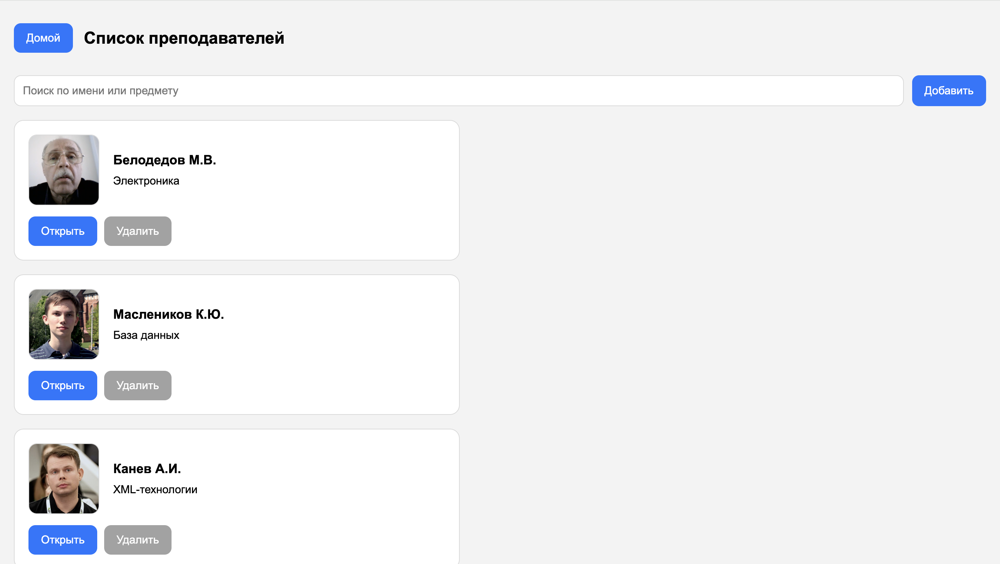 Домой
Список преподавателей
Поиск по имени или предмету
Добавить
Белодедов М.В.
Электроника
Открыть
Удалить
Маслеников К.Ю.
База данных
Открыть
Удалить
Канев А.И.
XML-технологии
Открыть
Удалить